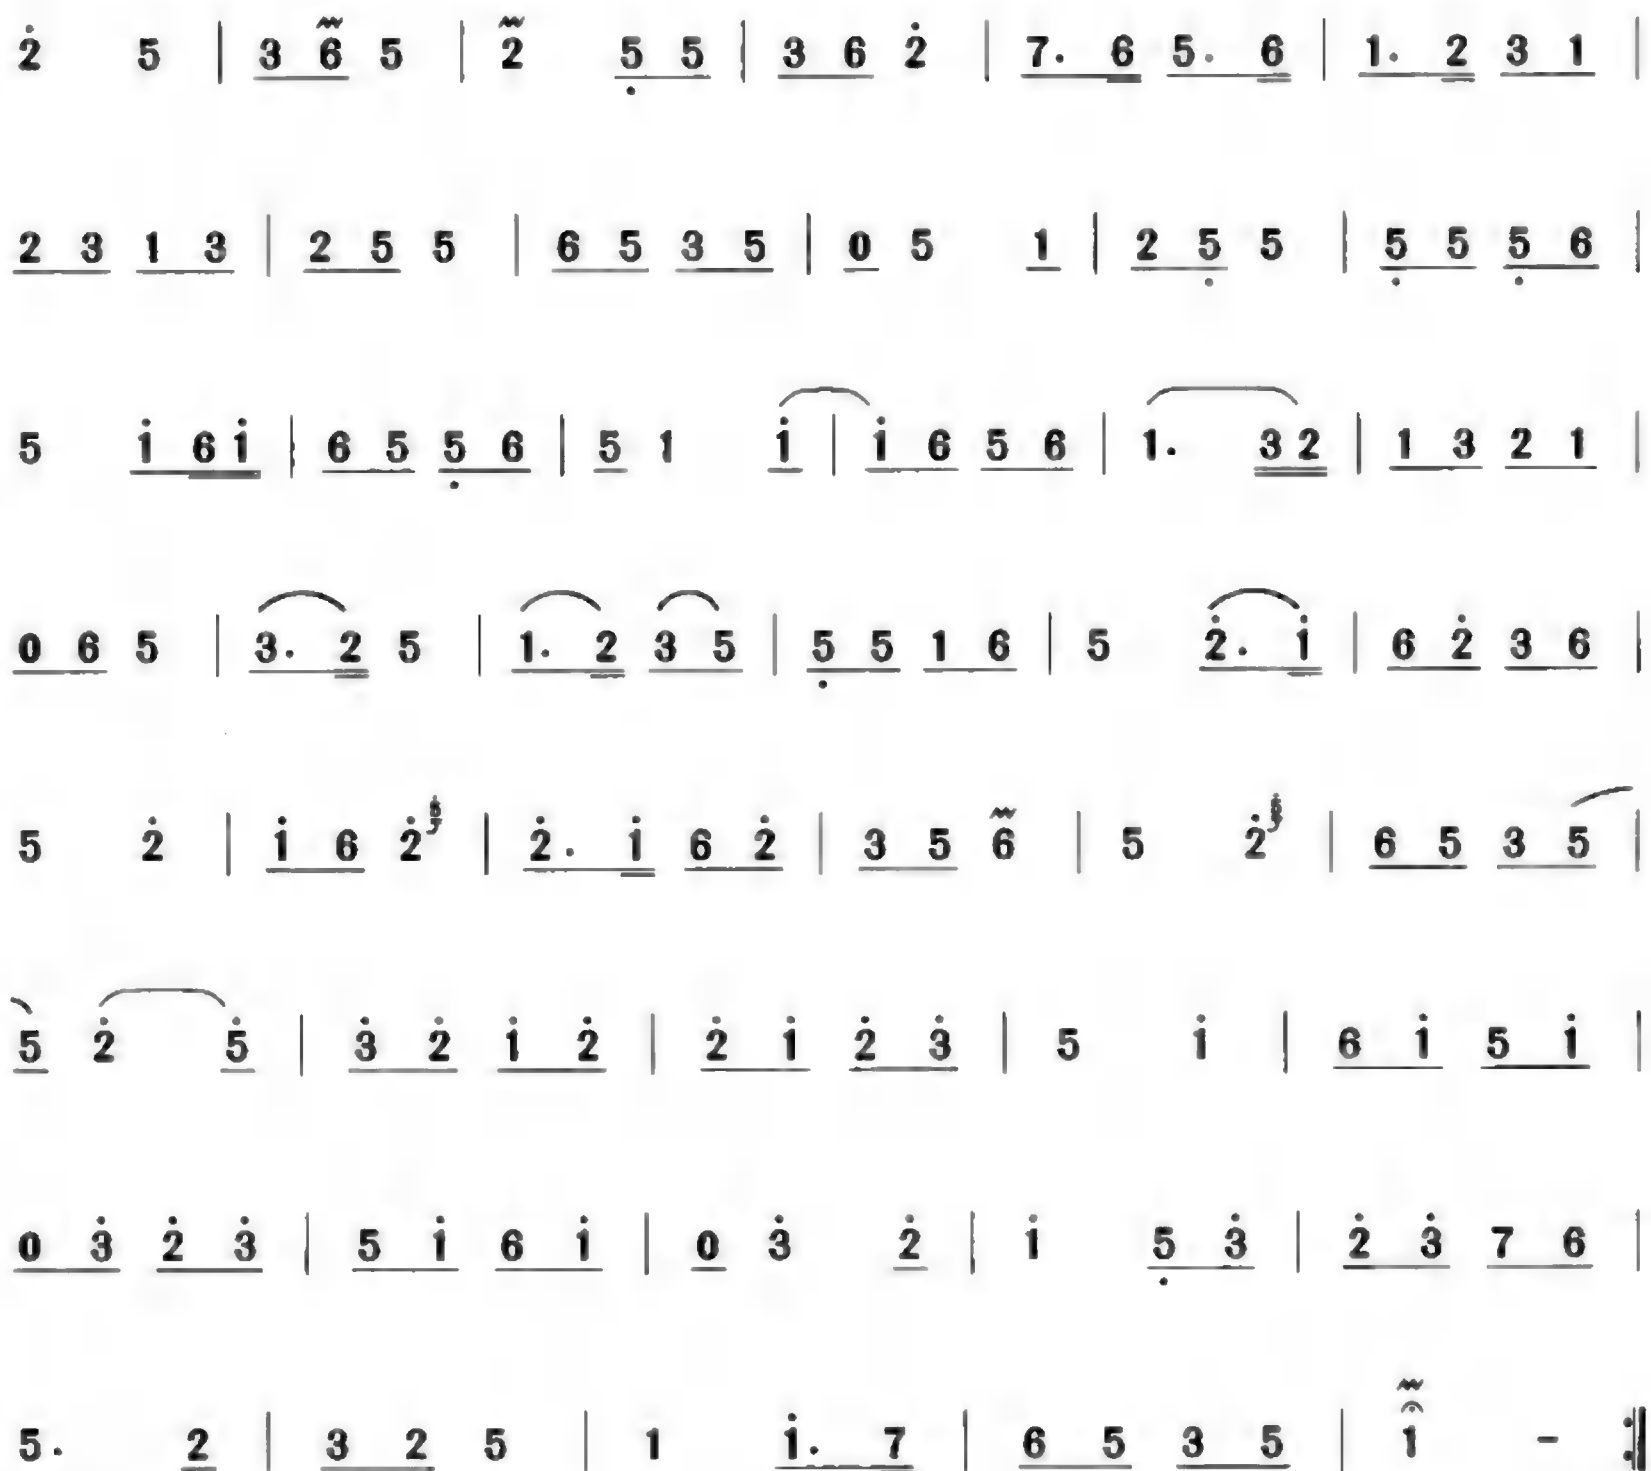 2̇ 5 | 3 6 5 | 2 5̣ 5 | 3 6 2̇ | 7. 6 5. 6 | 1. 2 3 1 |
2 3 1 3 | 2 5 5 | 6 5 3 5 | 0 5 1 | 2 5̣ 5 | 5̣ 5 5̣ 6 |
5 1̇ 6 1̇ | 6 5 5̣ 6 | 5 1 1̇ | 1̇ 6 5 6 | 1. 3 2 | 1 3 2 1 |
0 6 5 | 3. 2 5 | 1. 2 3 5 | 5̣ 5 1 6 | 5 2̇. 1̇ | 6 2̇ 3 6 |
5 2̇ | 1̇ 6 2̇ | 2̇. 1̇ 6 2̇ | 3 5 6 | 5 2̇ | 6 5 3 5 |
5 2̇ 5̇ | 3̇ 2̇ 1̇ 2̇ | 2̇ 1̇ 2̇ 3̇ | 5 1̇ | 6 1̇ 5 1̇ |
0 3̇ 2̇ 3̇ | 5 1̇ 6 1̇ | 0 3̇ 2̇ | 1̇ 5̣ 3̇ | 2̇ 3̇ 7 6 |
5. 2 | 3 2 5 | 1 1̇. 7 | 6 5 3 5 | 1 - :‖